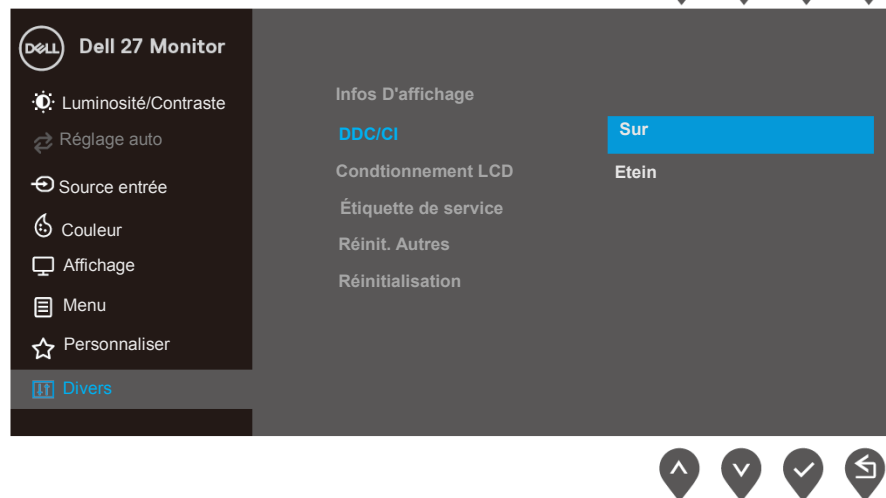 DELL Dell 27 Monitor
Luminosité/Contraste
Réglage auto
Source entrée
Couleur
Affichage
Menu
Personnaliser
Divers
Infos D'affichage
DDC/CI
Condtionnement LCD
Étiquette de service
Réinit. Autres
Réinitialisation
Sur
Etein